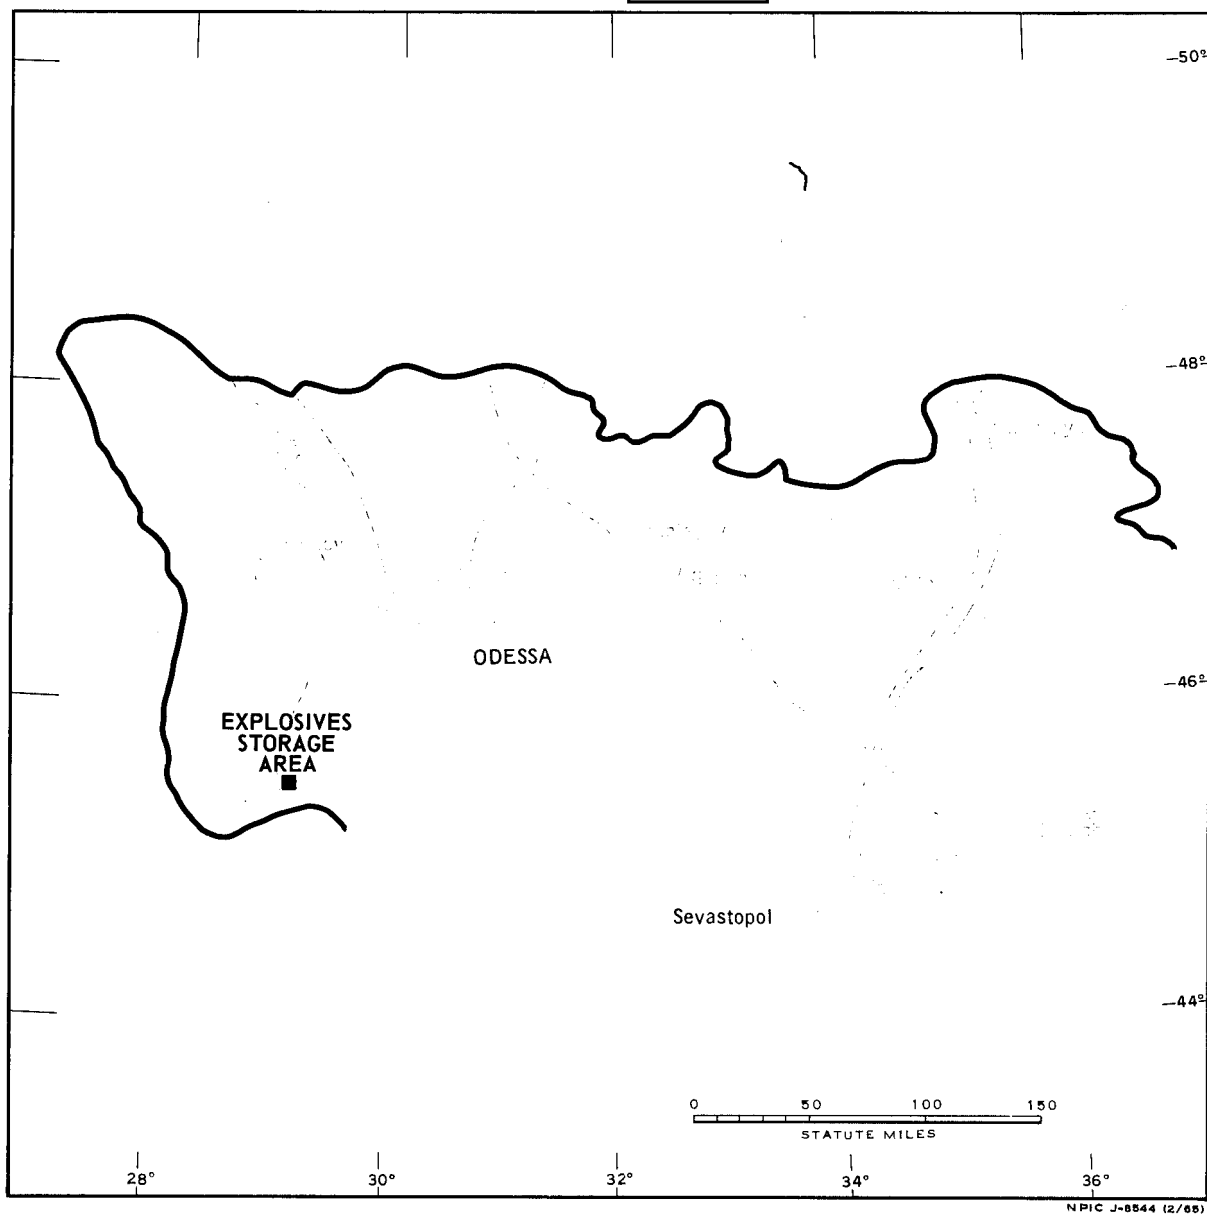 50°
48°
ODESSA
46°
EXPLOSIVES
STORAGE
AREA
Sevastopol
44°
0 50 100 150
STATUTE MILES
28° 30° 32° 34° 36°
NPIC J-8544 (2/65)